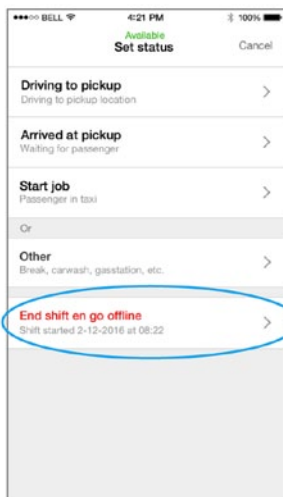 BELL 4:21 PM 100%
Available
Set status Cancel
Driving to pickup
Driving to pickup location
Arrived at pickup
Waiting for passenger
Start job
Passenger in taxi
Or
Other
Break, carwash, gasstation, etc.
End shift en go offline
Shift started 2-12-2016 at 08:22